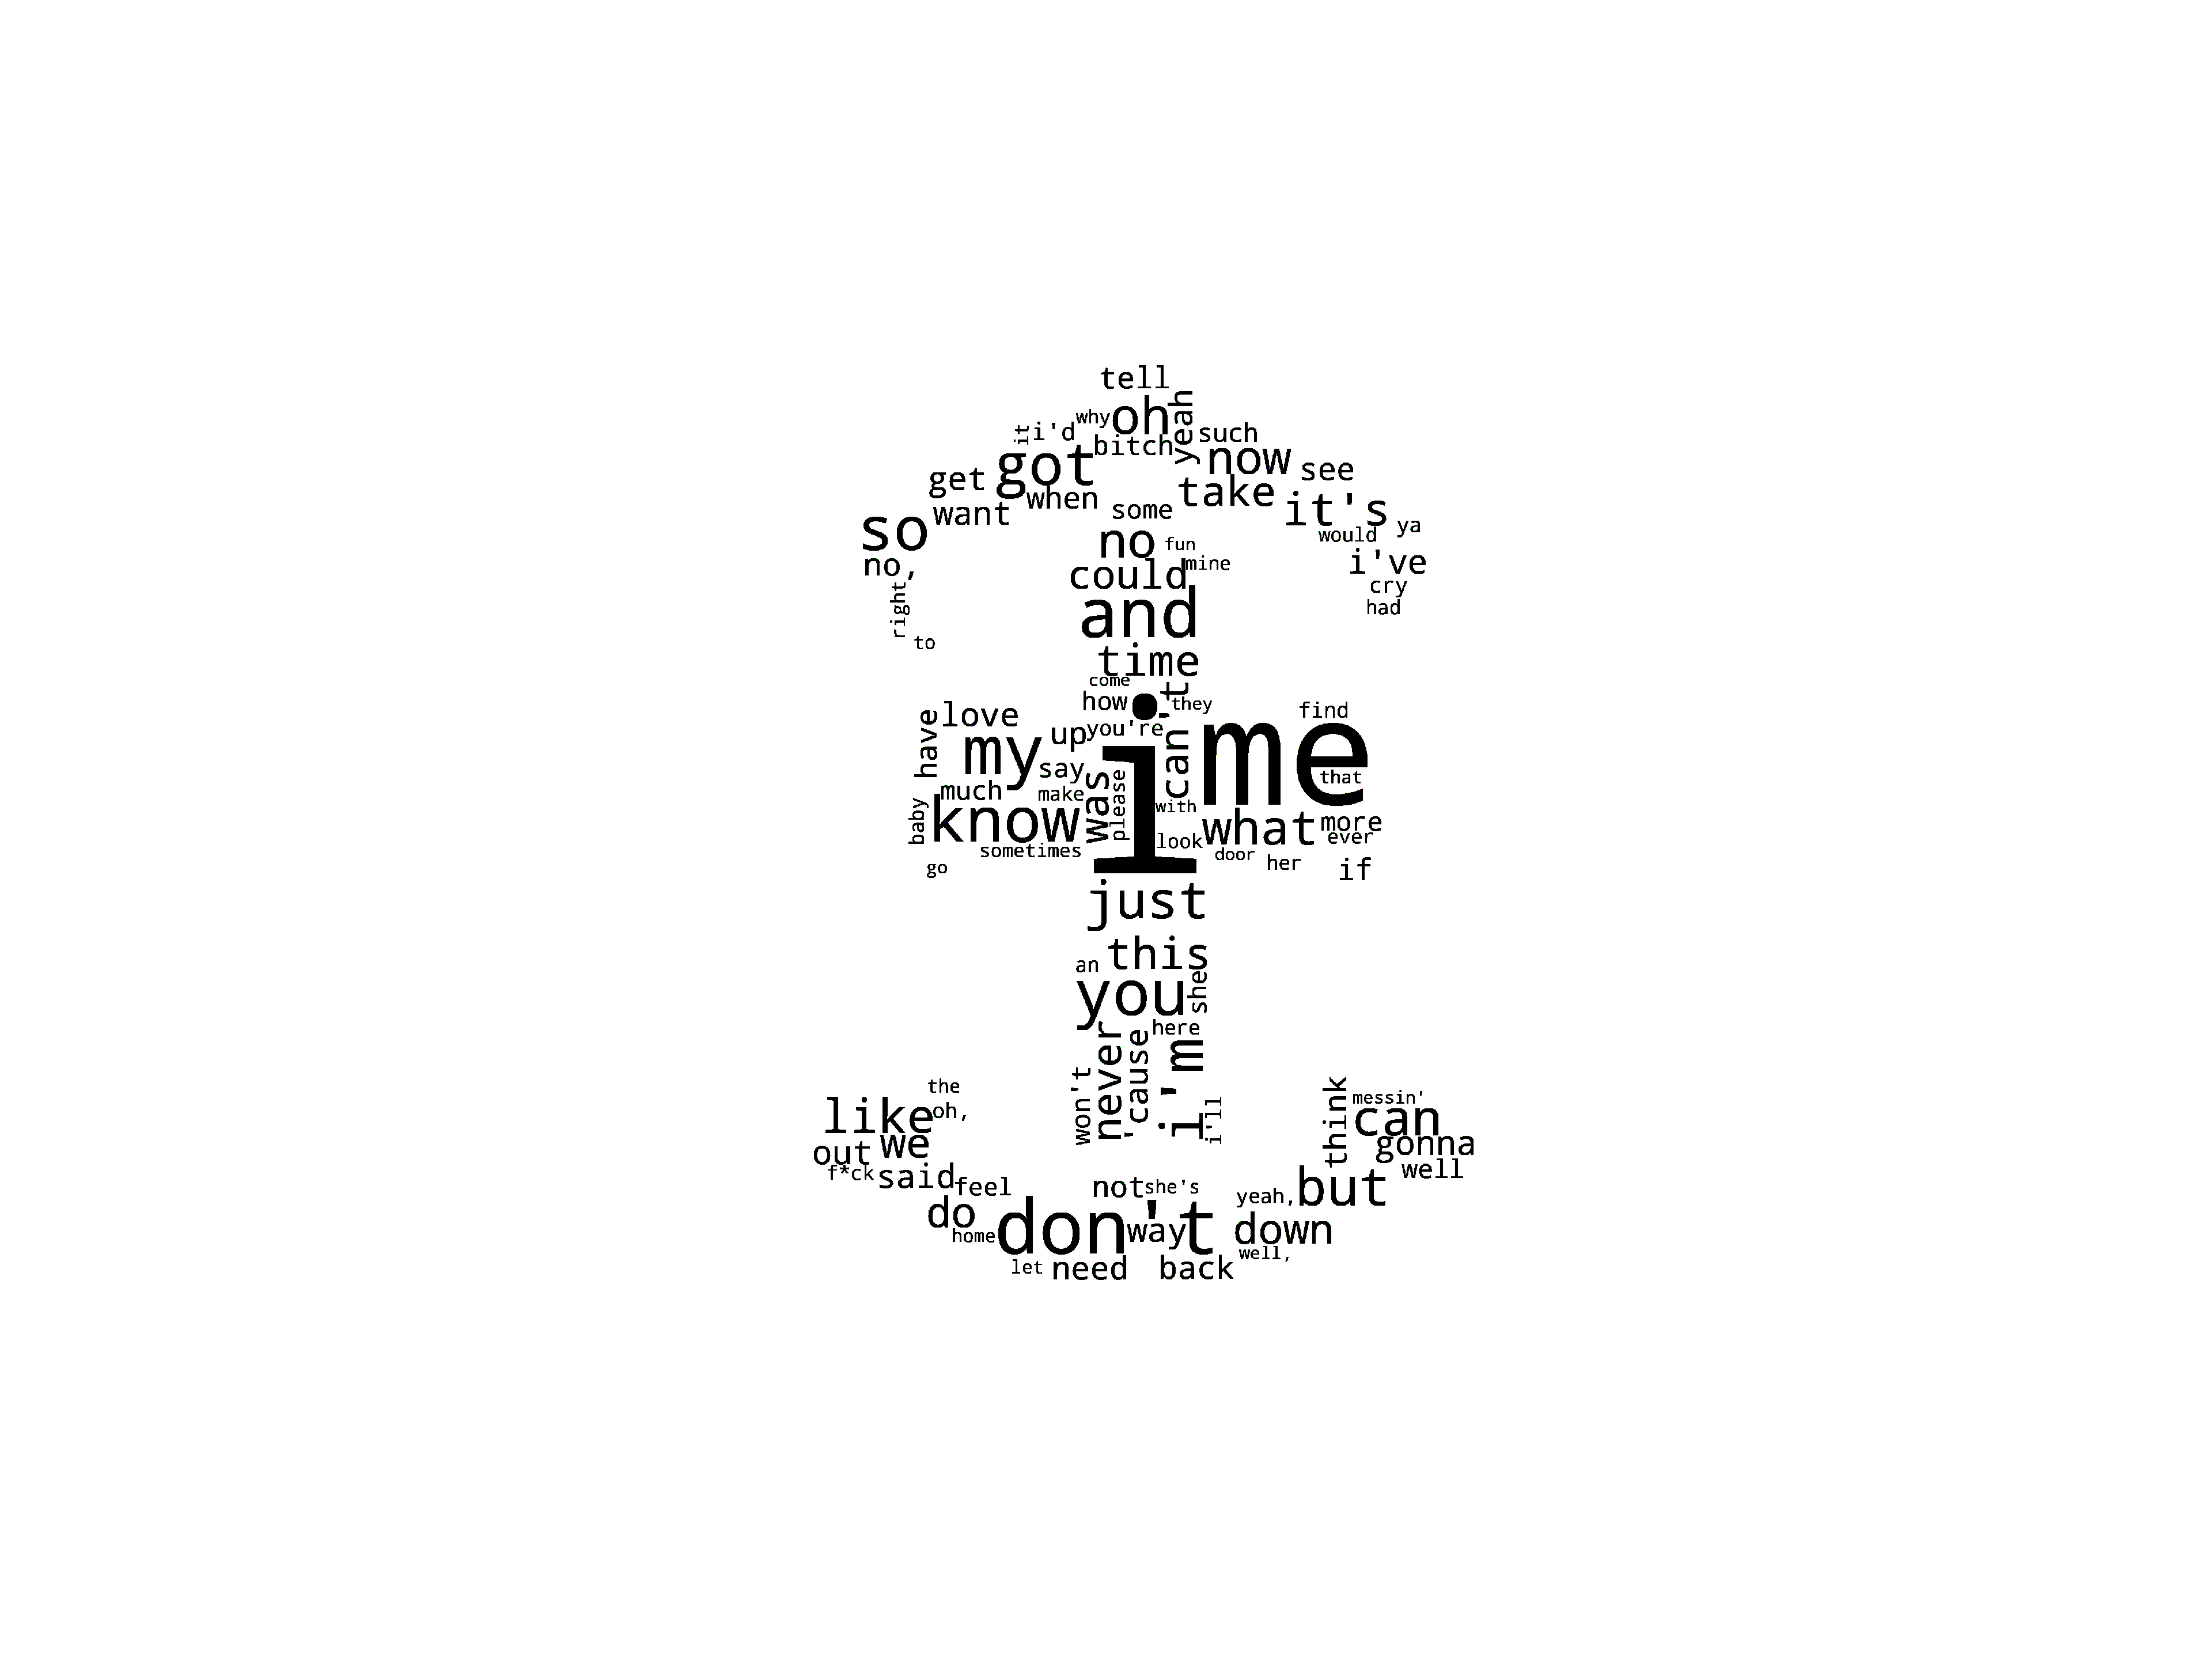 tell
why oh yeah
it i'd bitch such
got now see
get when take it's
want some
so no fun would ya
no, could mine i've
right and cry
had
to
time
come
how can't they find
have love up you're me
my say i that
much make was please with
baby know look what more
ever
sometimes door her if
go
just
this
an you she
here
never 'cause i'm
won't i'll
the think messin'
like oh, can
out we gonna
f*ck said feel well
not she's yeah, but
do don't way down
home well,
let need back